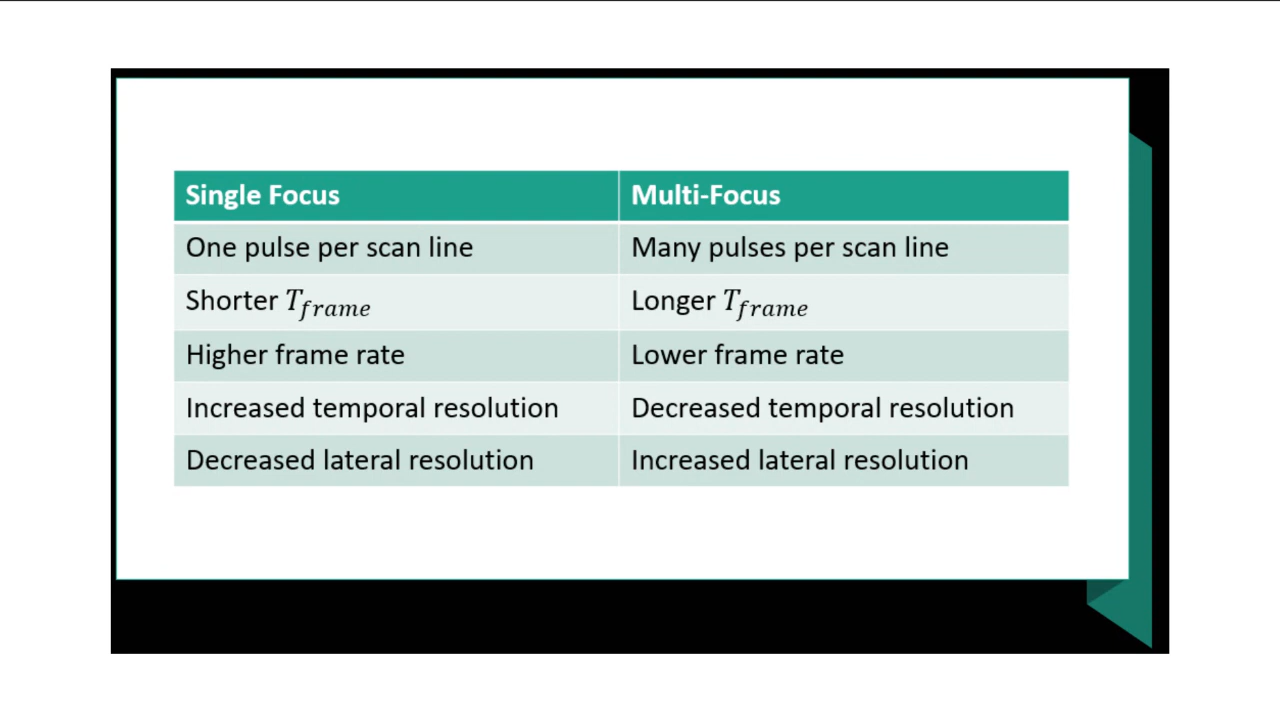 Single Focus Multi-Focus
One pulse per scan line Many pulses per scan line
Shorter T_frame Longer T_frame
Higher frame rate Lower frame rate
Increased temporal resolution Decreased temporal resolution
Decreased lateral resolution Increased lateral resolution